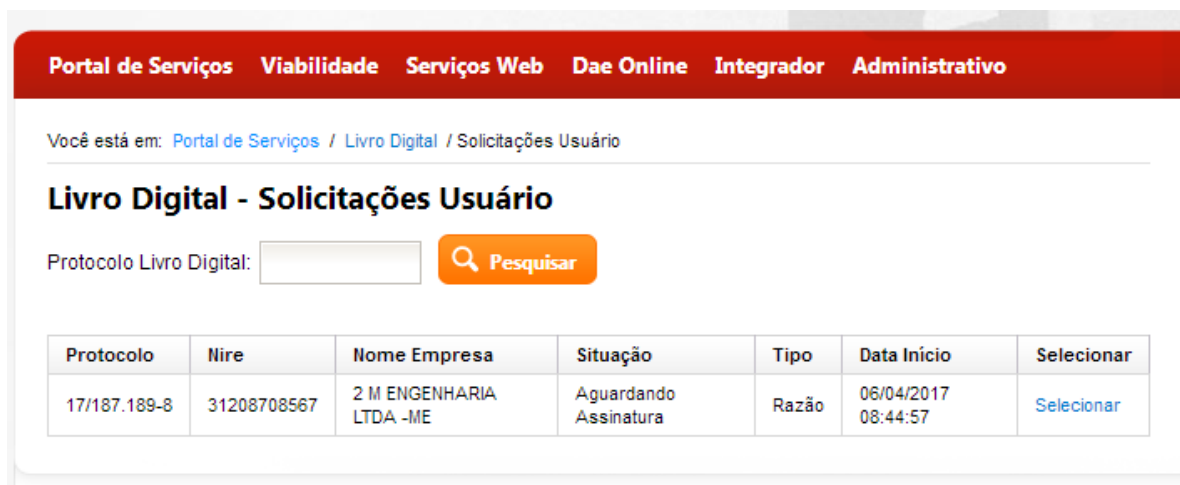 Portal de Serviços Viabilidade Serviços Web Dae Online Integrador Administrativo
Você está em: Portal de Serviços / Livro Digital / Solicitações Usuário
Livro Digital - Solicitações Usuário
Protocolo Livro Digital: Pesquisar
Protocolo Nire Nome Empresa Situação Tipo Data Início Selecionar
17/187.189-8 31208708567 2 M ENGENHARIA LTDA -ME Aguardando Assinatura Razão 06/04/2017 08:44:57 Selecionar